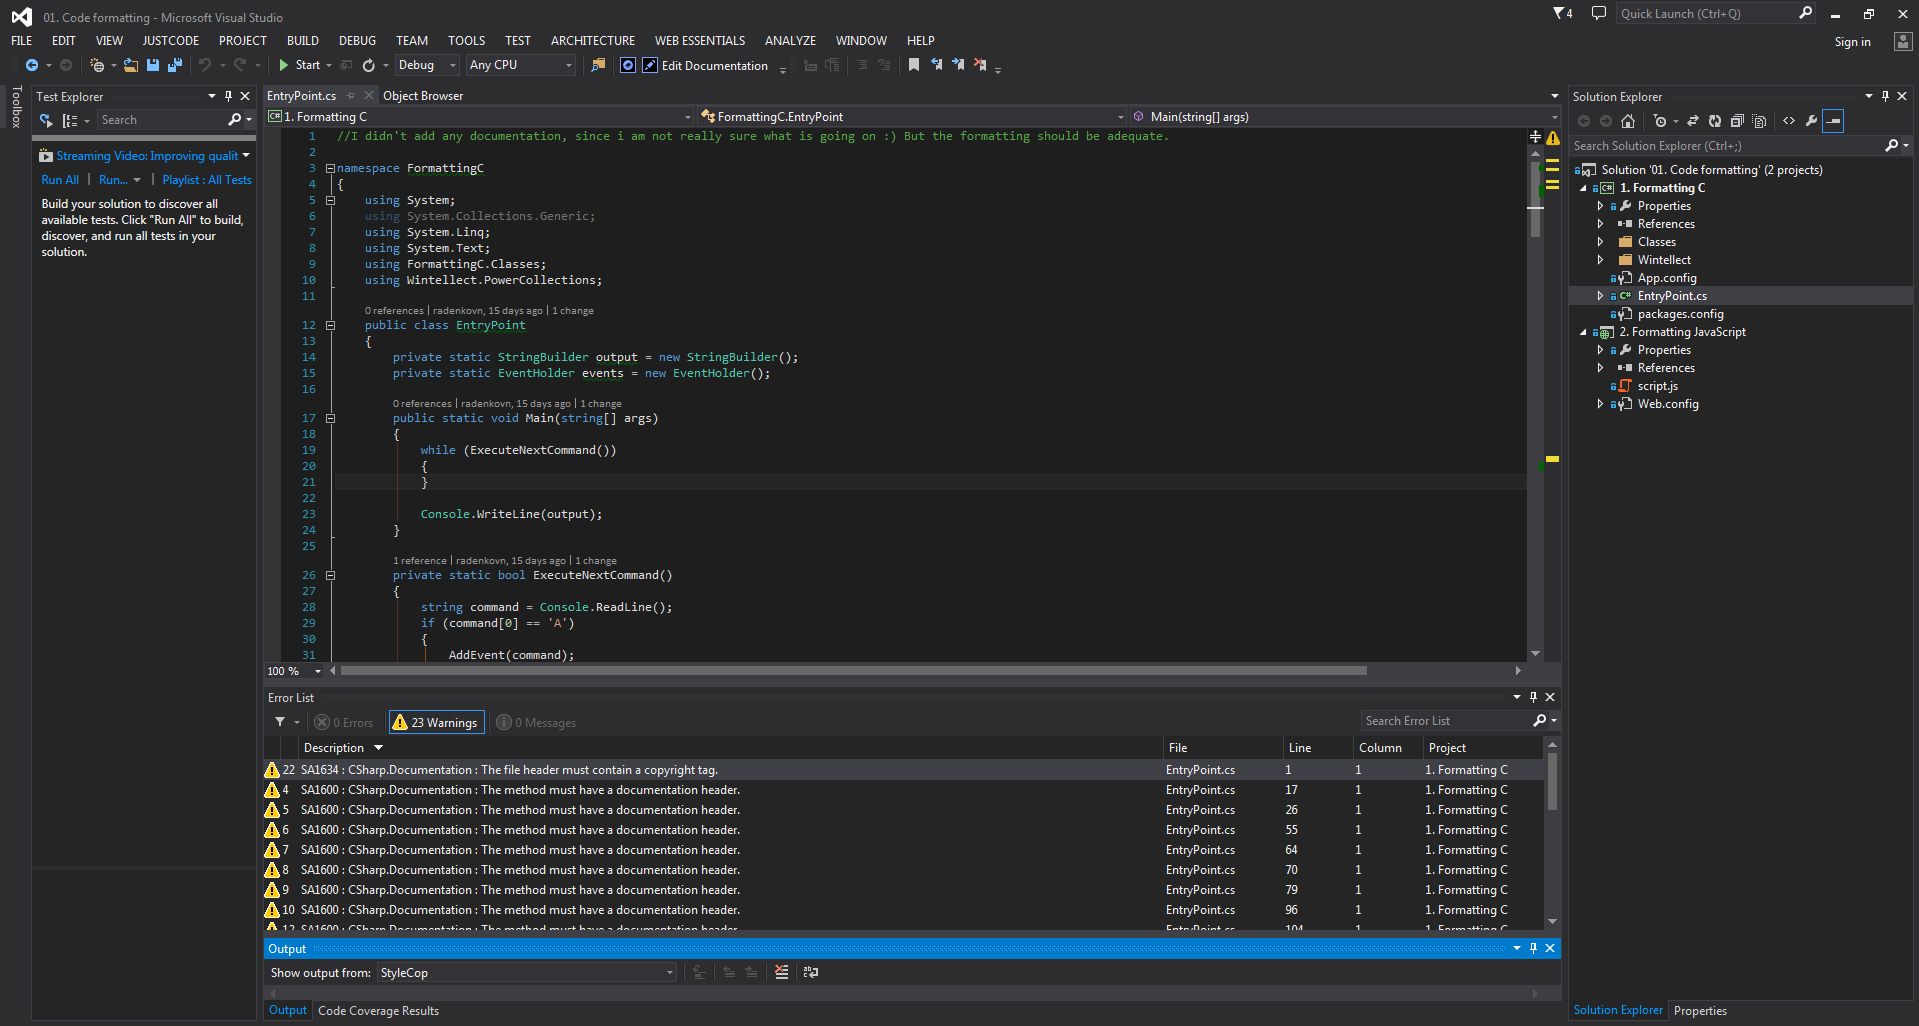 01. Code formatting - Microsoft Visual Studio
4
Quick Launch (Ctrl+Q)
FILE EDIT VIEW JUSTCODE PROJECT BUILD DEBUG TEAM TOOLS TEST ARCHITECTURE WEB ESSENTIALS ANALYZE WINDOW HELP
Sign in
Start Debug Any CPU Edit Documentation
Toolbox
Test Explorer
Search
Streaming Video: Improving qualit
Run All | Run... | Playlist : All Tests
Build your solution to discover all
available tests. Click "Run All" to build,
discover, and run all tests in your
solution.
EntryPoint.cs Object Browser
1. Formatting C FormattingC.EntryPoint Main(string[] args)
1 //I didn't add any documentation, since i am not really sure what is going on :) But the formatting should be adequate.
2
3 namespace FormattingC
4 {
5 using System;
6 using System.Collections.Generic;
7 using System.Linq;
8 using System.Text;
9 using FormattingC.Classes;
10 using Wintellect.PowerCollections;
11
0 references | radenkovn, 15 days ago | 1 change
12 public class EntryPoint
13 {
14 private static StringBuilder output = new StringBuilder();
15 private static EventHolder events = new EventHolder();
16
0 references | radenkovn, 15 days ago | 1 change
17 public static void Main(string[] args)
18 {
19 while (ExecuteNextCommand())
20 {
21 }
22
23 Console.WriteLine(output);
24 }
25
1 reference | radenkovn, 15 days ago | 1 change
26 private static bool ExecuteNextCommand()
27 {
28 string command = Console.ReadLine();
29 if (command[0] == 'A')
30 {
31 AddEvent(command);
100 %
Error List
0 Errors 23 Warnings 0 Messages
Search Error List
Description File Line Column Project
22 SA1634 : CSharp.Documentation : The file header must contain a copyright tag. EntryPoint.cs 1 1 1. Formatting C
4 SA1600 : CSharp.Documentation : The method must have a documentation header. EntryPoint.cs 17 1 1. Formatting C
5 SA1600 : CSharp.Documentation : The method must have a documentation header. EntryPoint.cs 26 1 1. Formatting C
6 SA1600 : CSharp.Documentation : The method must have a documentation header. EntryPoint.cs 55 1 1. Formatting C
7 SA1600 : CSharp.Documentation : The method must have a documentation header. EntryPoint.cs 64 1 1. Formatting C
8 SA1600 : CSharp.Documentation : The method must have a documentation header. EntryPoint.cs 70 1 1. Formatting C
9 SA1600 : CSharp.Documentation : The method must have a documentation header. EntryPoint.cs 79 1 1. Formatting C
10 SA1600 : CSharp.Documentation : The method must have a documentation header. EntryPoint.cs 96 1 1. Formatting C
12 SA1600 : CSharp.Documentation : The method must have a documentation header. EntryPoint.cs 104 1 1. Formatting C
Output
Show output from: StyleCop
Output Code Coverage Results
Solution Explorer
Search Solution Explorer (Ctrl+;)
Solution '01. Code formatting' (2 projects)
C# 1. Formatting C
Properties
References
Classes
Wintellect
App.config
C# EntryPoint.cs
packages.config
2. Formatting JavaScript
Properties
References
script.js
Web.config
Solution Explorer Properties